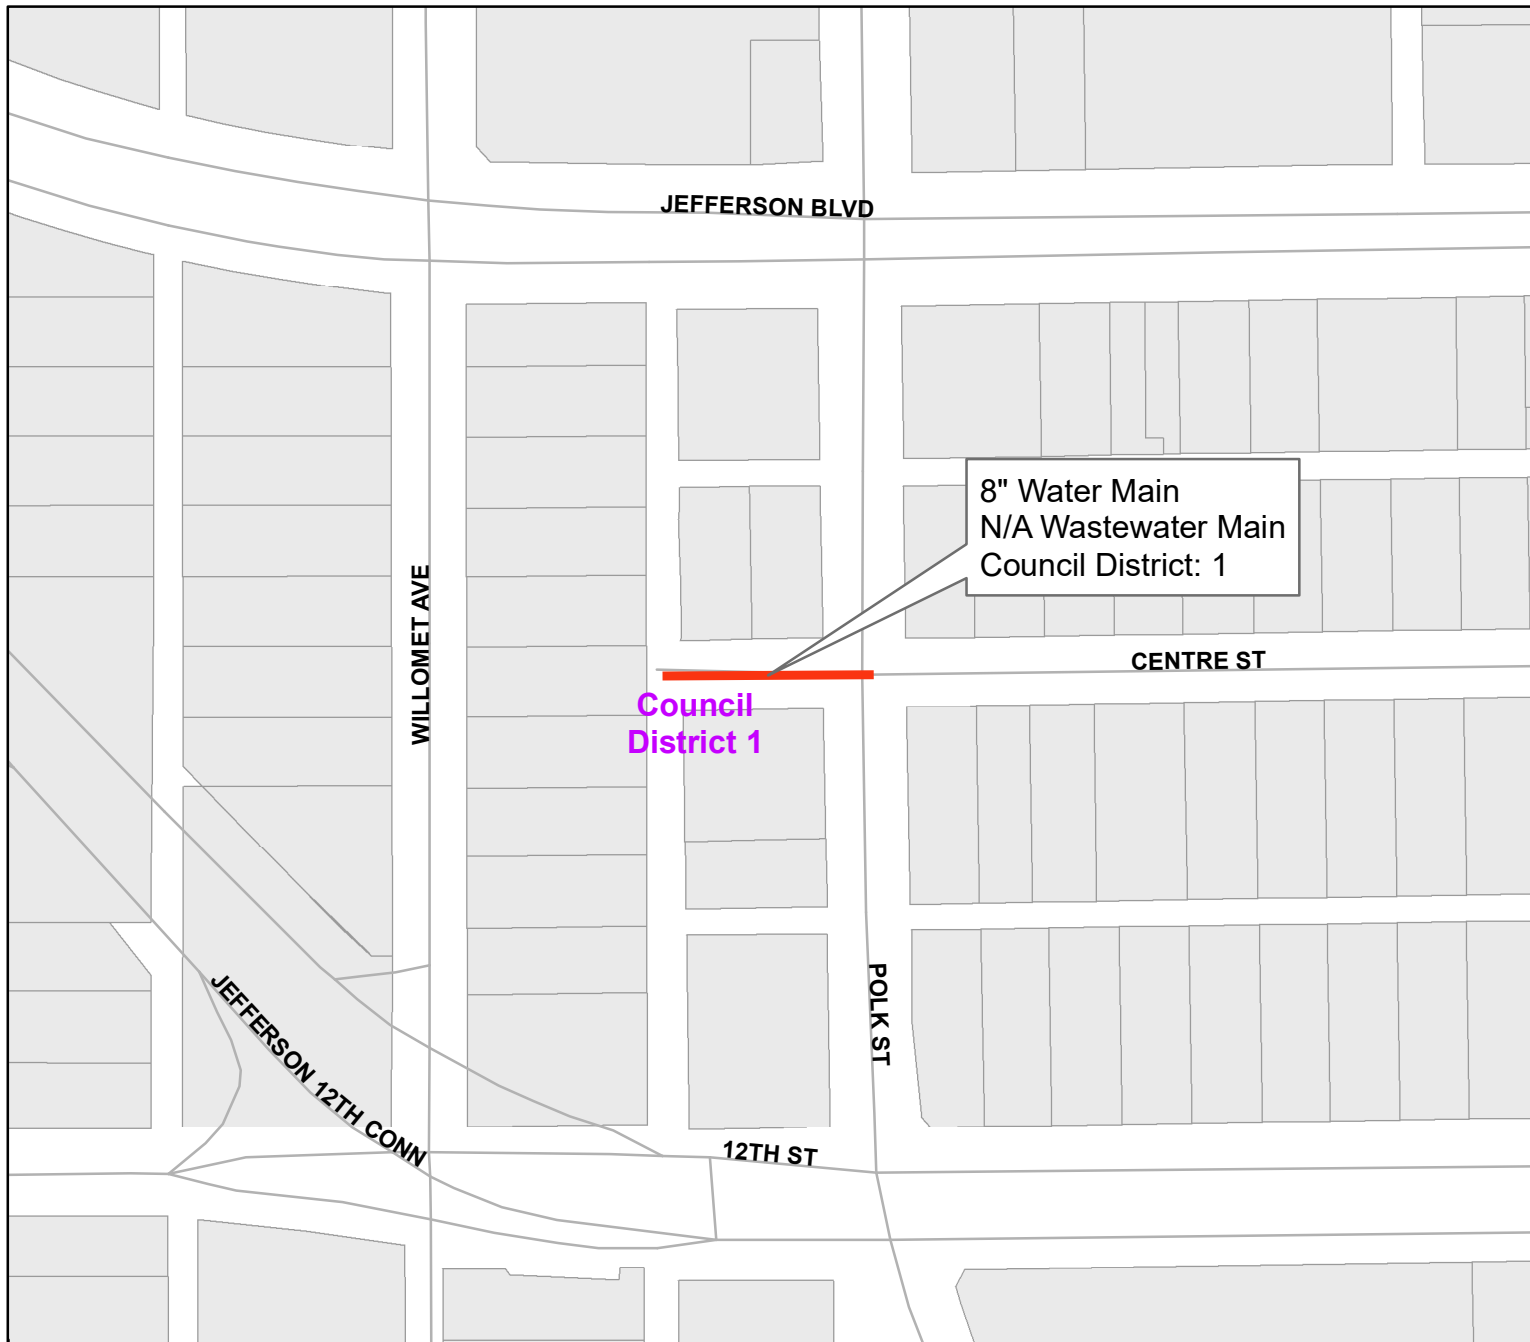 JEFFERSON BLVD
8" Water Main
N/A Wastewater Main
Council District: 1
WILLOMET AVE
CENTRE ST
Council
District 1
POLK ST
JEFFERSON 12TH CONN
12TH ST